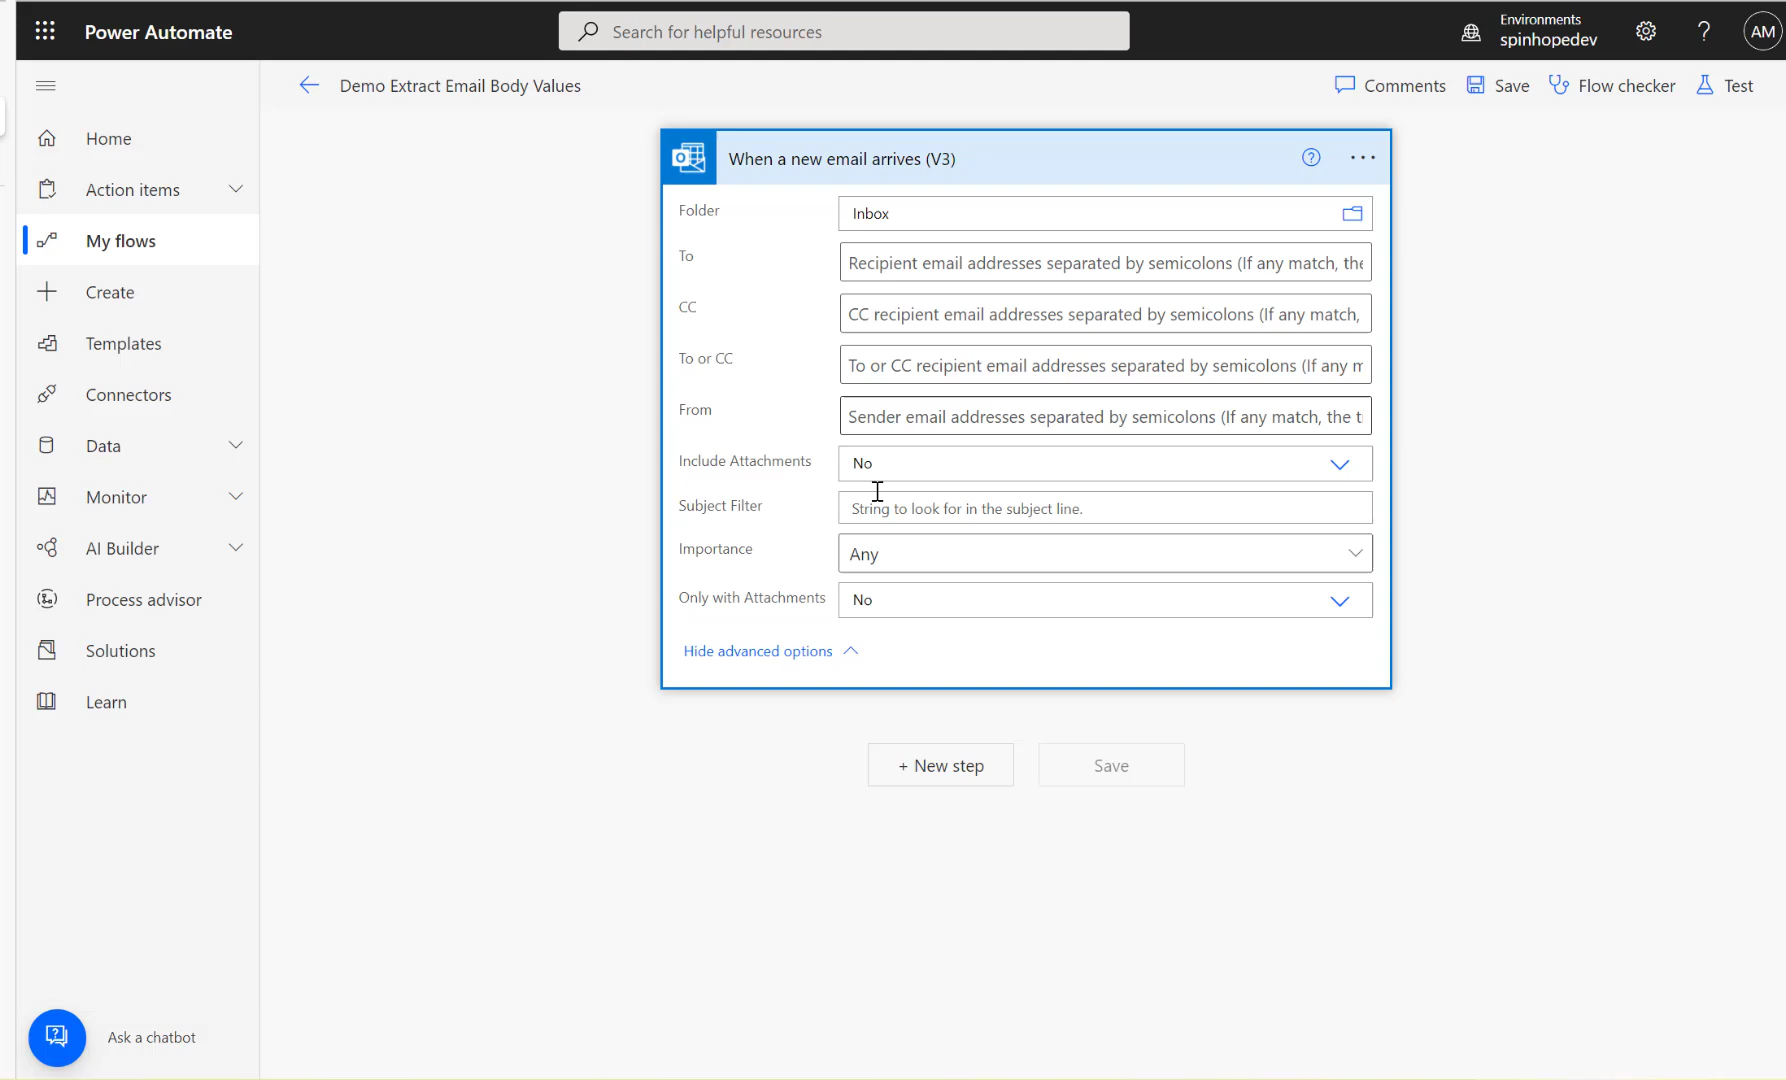 Power Automate
Search for helpful resources
Environments
spinhopedev
?
AM
Demo Extract Email Body Values
Comments
Save
Flow checker
Test
Home
Action items
My flows
Create
Templates
Connectors
Data
Monitor
AI Builder
Process advisor
Solutions
Learn
Ask a chatbot
When a new email arrives (V3)
?
Folder
Inbox
To
Recipient email addresses separated by semicolons (If any match, the
CC
CC recipient email addresses separated by semicolons (If any match,
To or CC
To or CC recipient email addresses separated by semicolons (If any m
From
Sender email addresses separated by semicolons (If any match, the t
Include Attachments
No
Subject Filter
String to look for in the subject line.
Importance
Any
Only with Attachments
No
Hide advanced options
+ New step
Save